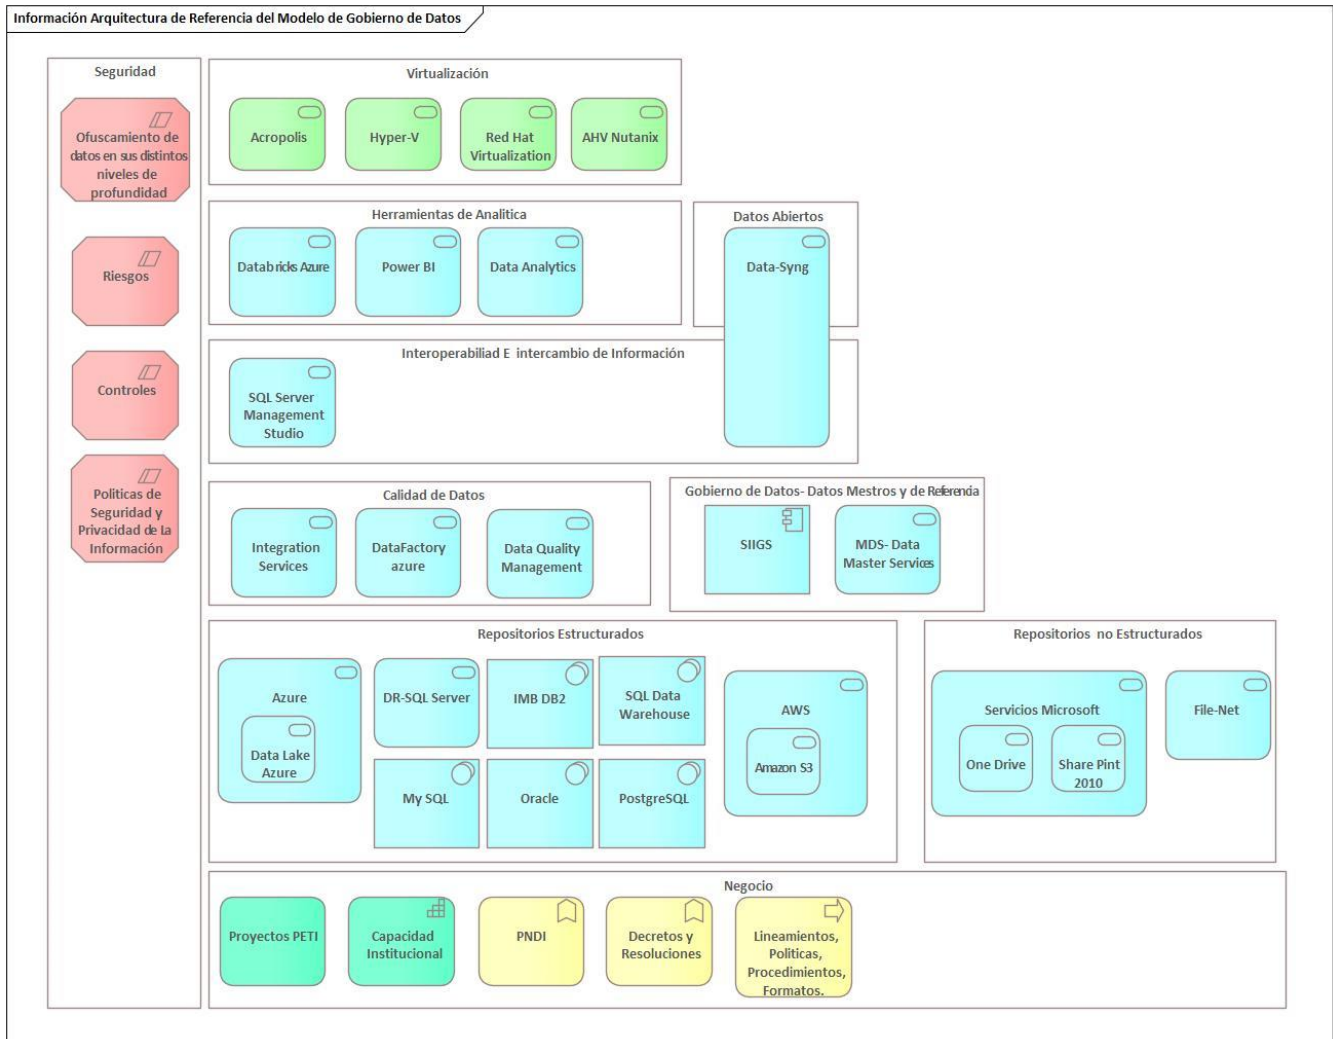 Información Arquitectura de Referencia del Modelo de Gobierno de Datos
Seguridad
Ofuscamiento de
datos en sus distintos
niveles de
profundidad
Riesgos
Controles
Politicas de
Seguridad y
Privacidad de la
Información
Virtualización
Acropolis
Hyper-V
Red Hat
Virtualization
AHV Nutanix
Herramientas de Analitica
Databricks Azure
Power BI
Data Analytics
Datos Abiertos
Data-Syng
Interoperabiliad E intercambio de Información
SQL Server
Management
Studio
Calidad de Datos
Integration
Services
DataFactory
azure
Data Quality
Management
Gobierno de Datos- Datos Mestros y de Referencia
SIIGS
MDS- Data
Master Services
Repositorios Estructurados
Azure
Data Lake
Azure
DR-SQL Server
IMB DB2
SQL Data
Warehouse
My SQL
Oracle
PostgreSQL
AWS
Amazon S3
Repositorios no Estructurados
Servicios Microsoft
One Drive
Share Pint
2010
File-Net
Negocio
Proyectos PETI
Capacidad
Institucional
PNDI
Decretos y
Resoluciones
Lineamientos,
Politicas,
Procedimientos,
Formatos.